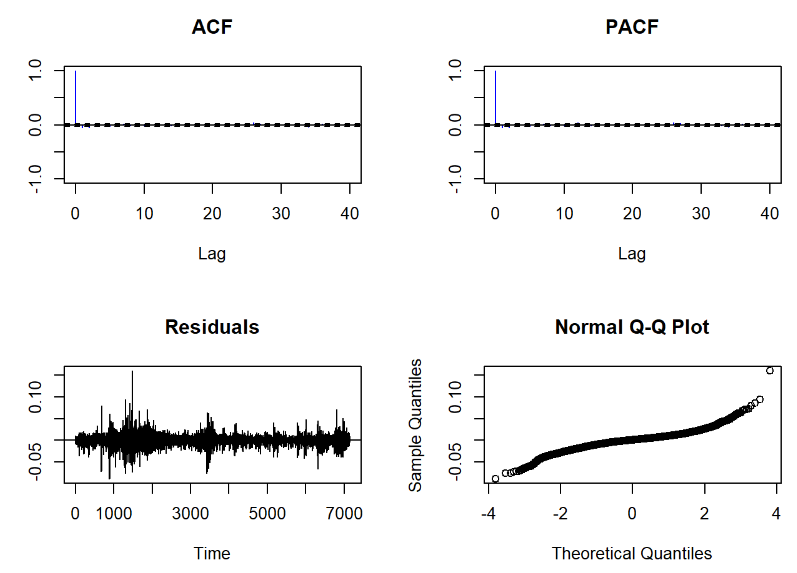 ACF
1.0
0.0
-1.0
0 10 20 30 40
Lag
PACF
1.0
0.0
-1.0
0 10 20 30 40
Lag
Residuals
0.10
-0.05
0 1000 3000 5000 7000
Time
Normal Q-Q Plot
Sample Quantiles
0.10
-0.05
-4 -2 0 2 4
Theoretical Quantiles